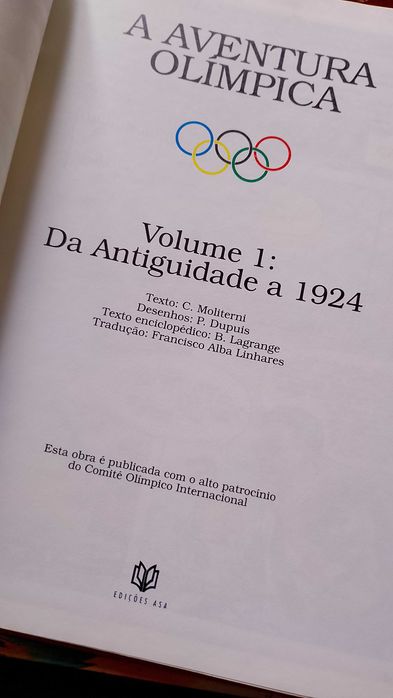 A AVENTURA
OLÍMPICA
Volume 1:
Da Antiguidade a 1924
Texto: C. Moliterni
Desenhos: P. Dupuis
Texto enciclopédico: B. Lagrange
Tradução: Francisco Alba Linhares
Esta obra é publicada com o alto patrocínio
do Comité Olímpico Internacional
EDIÇÕES ASA